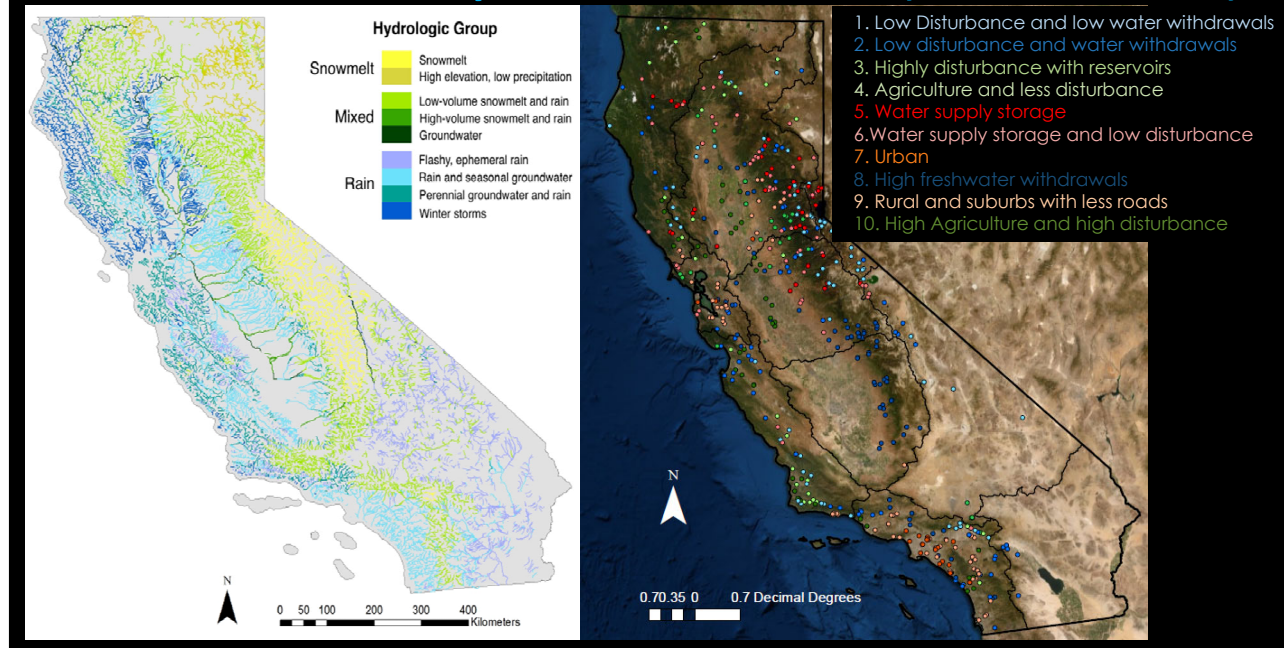 Hydrologic Group
Snowmelt
Snowmelt
High elevation, low precipitation
Mixed
Low-volume snowmelt and rain
High-volume snowmelt and rain
Groundwater
Rain
Flashy, ephemeral rain
Rain and seasonal groundwater
Perennial groundwater and rain
Winter storms
N
0 50 100 200 300 400
Kilometers
1. Low Disturbance and low water withdrawals
2. Low disturbance and water withdrawals
3. Highly disturbance with reservoirs
4. Agriculture and less disturbance
5. Water supply storage
6.Water supply storage and low disturbance
7. Urban
8. High freshwater withdrawals
9. Rural and suburbs with less roads
10. High Agriculture and high disturbance
N
0.70.35 0 0.7 Decimal Degrees